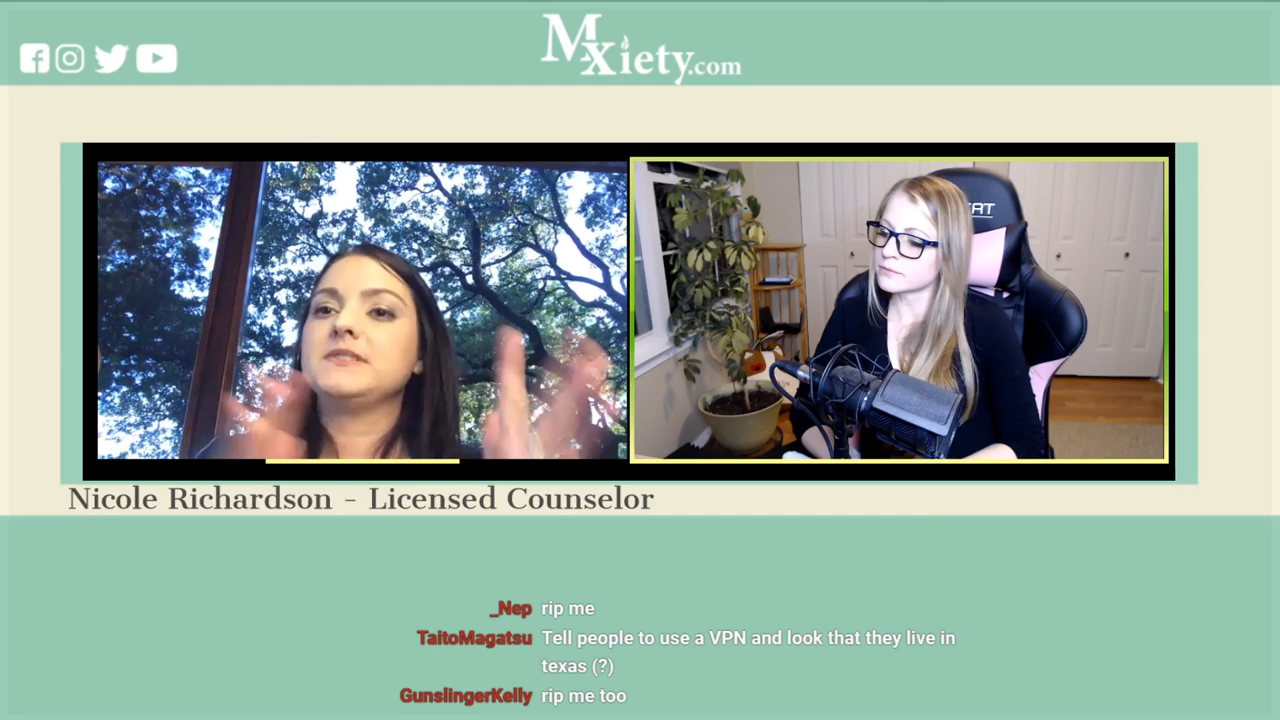 Mxiety.com
Nicole Richardson - Licensed Counselor
_Nep rip me
TaitoMagatsu Tell people to use a VPN and look that they live in
texas (?)
GunslingerKelly rip me too